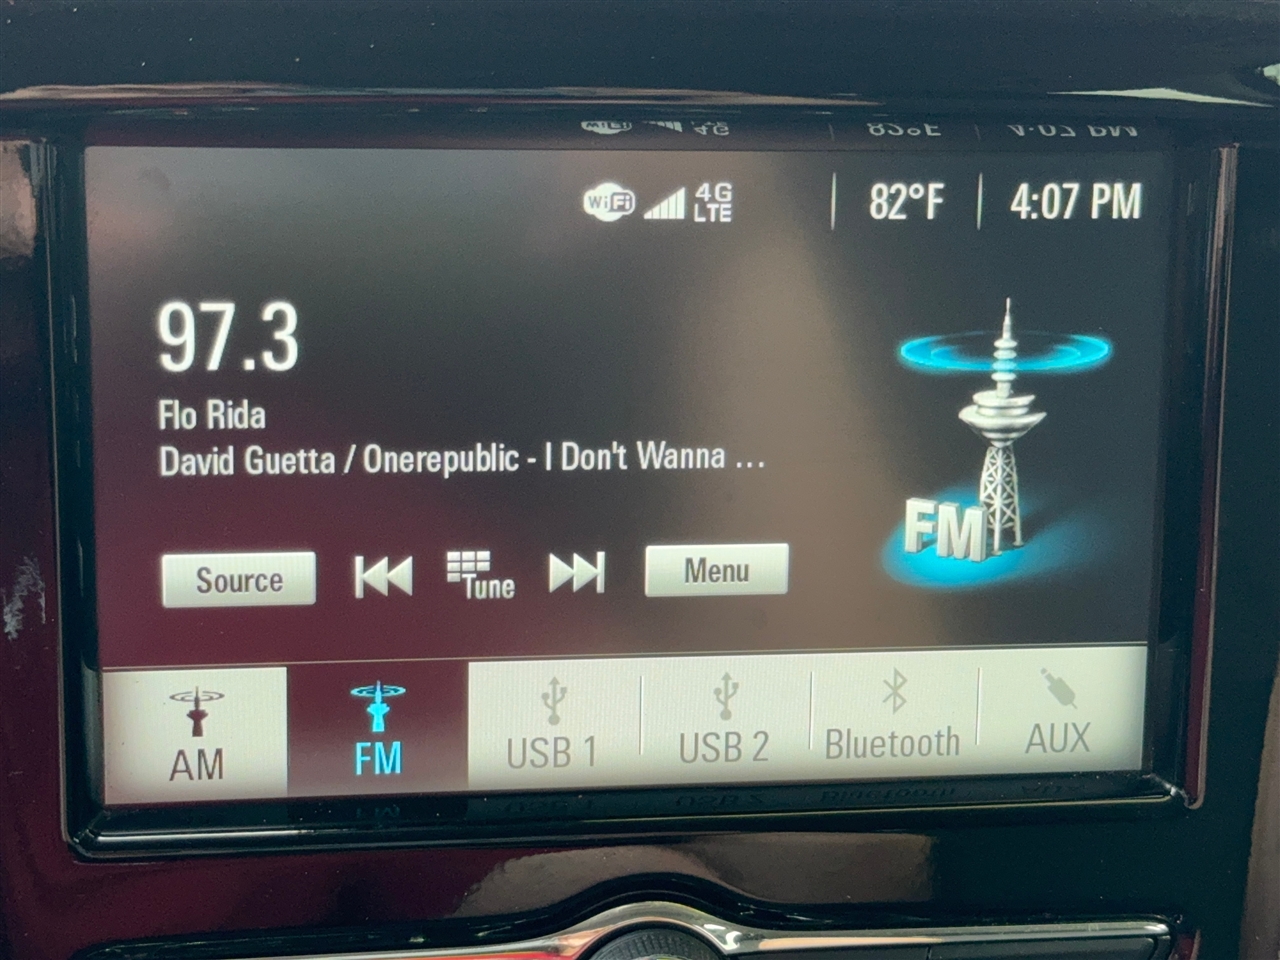 WiFi 4G LTE 82°F 4:07 PM
97.3
Flo Rida
David Guetta / Onerepublic - I Don't Wanna ...
Source Tune Menu
FM
AM FM USB 1 USB 2 Bluetooth AUX